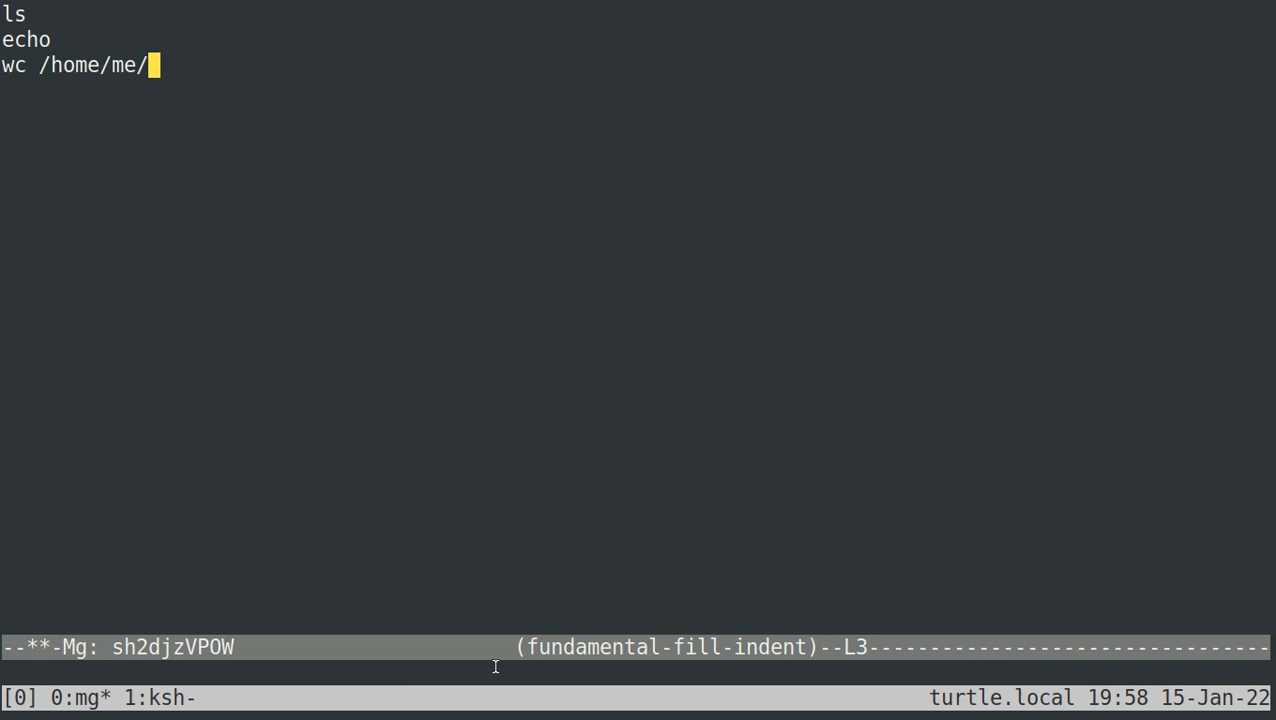 ls
echo
wc /home/me/
--**-Mg: sh2djzVPOW (fundamental-fill-indent)--L3---------------------------------
[0] 0:mg* 1:ksh- turtle.local 19:58 15-Jan-22